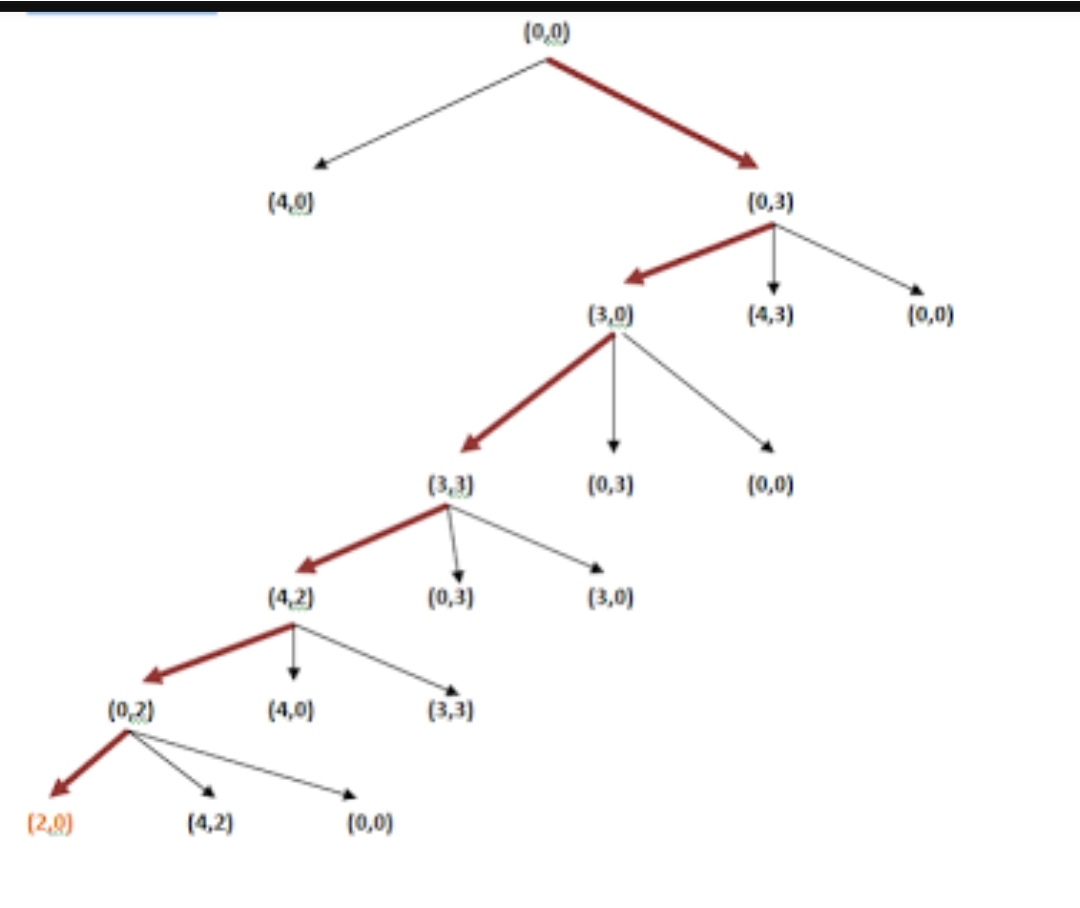 (0,0)
(4,0) (0,3)
(3,0) (4,3) (0,0)
(3,3) (0,3) (0,0)
(4,2) (0,3) (3,0)
(0,2) (4,0) (3,3)
(2,0) (4,2) (0,0)